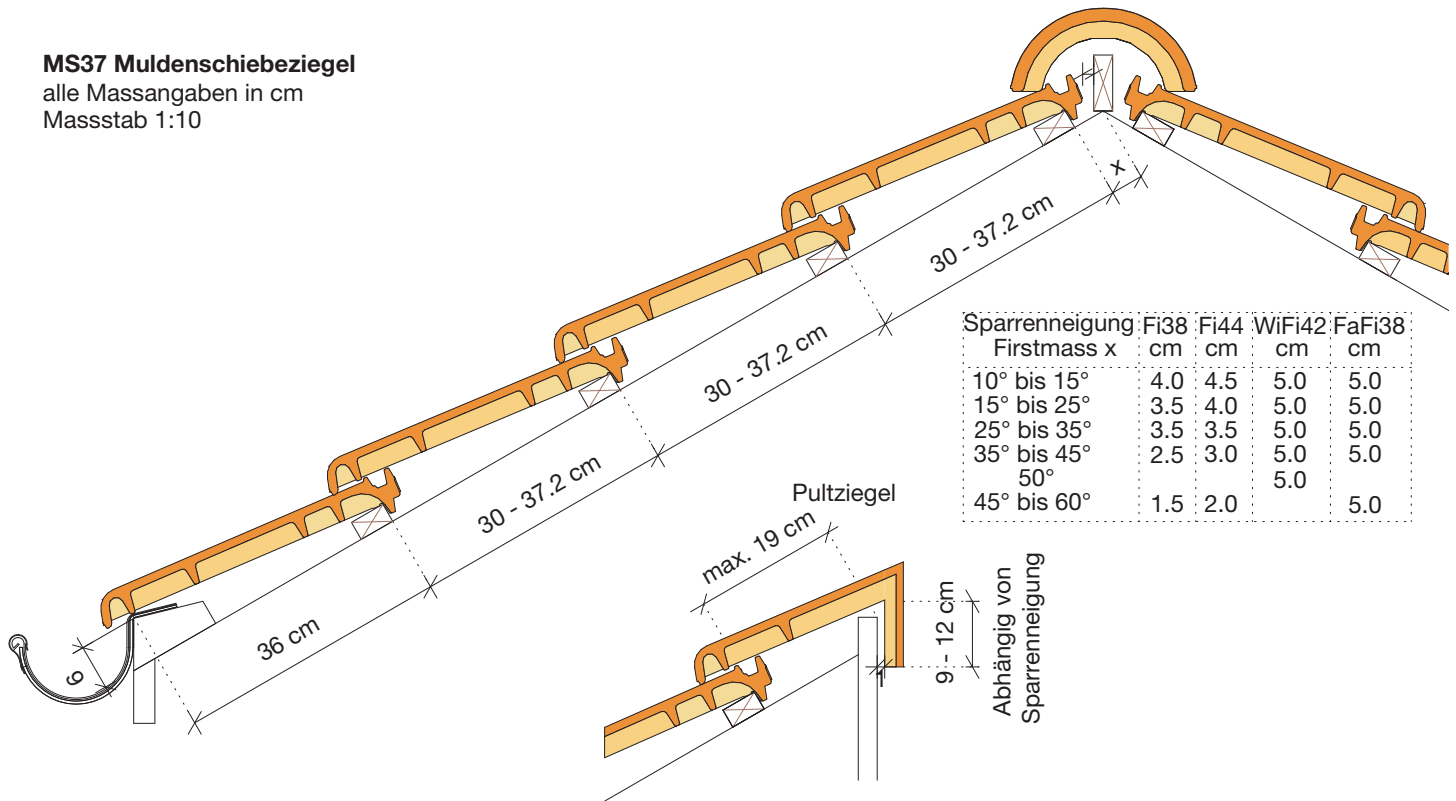 MS37 Muldenschiebeziegel
alle Massangaben in cm
Massstab 1:10
x
30 - 37.2 cm
30 - 37.2 cm
30 - 37.2 cm
36 cm
9
Sparrenneigung Fi38 Fi44 WiFi42 FaFi38
Firstmass x cm cm cm cm
10° bis 15° 4.0 4.5 5.0 5.0
15° bis 25° 3.5 4.0 5.0 5.0
25° bis 35° 3.5 3.5 5.0 5.0
35° bis 45° 2.5 3.0 5.0 5.0
50° 5.0
45° bis 60° 1.5 2.0 5.0
Pultziegel
max. 19 cm
9 - 12 cm
Abhängig von
Sparrenneigung